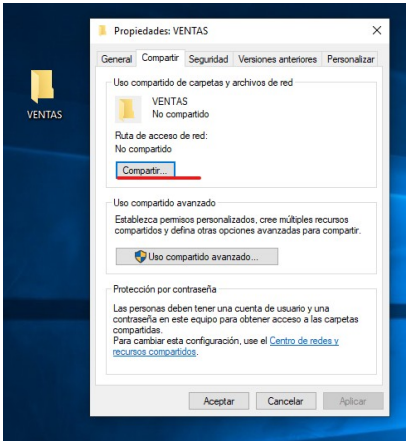 Propiedades: VENTAS
General Compartir Seguridad Versiones anteriores Personalizar
Uso compartido de carpetas y archivos de red
VENTAS
No compartido
VENTAS
Ruta de acceso de red:
No compartido
Compartir...
Uso compartido avanzado
Establezca permisos personalizados, cree múltiples recursos
compartidos y defina otras opciones avanzadas para compartir.
Uso compartido avanzado...
Protección por contraseña
Las personas deben tener una cuenta de usuario y una
contraseña en este equipo para obtener acceso a las carpetas
compartidas.
Para cambiar esta configuración, use el Centro de redes y
recursos compartidos.
Aceptar Cancelar Aplicar